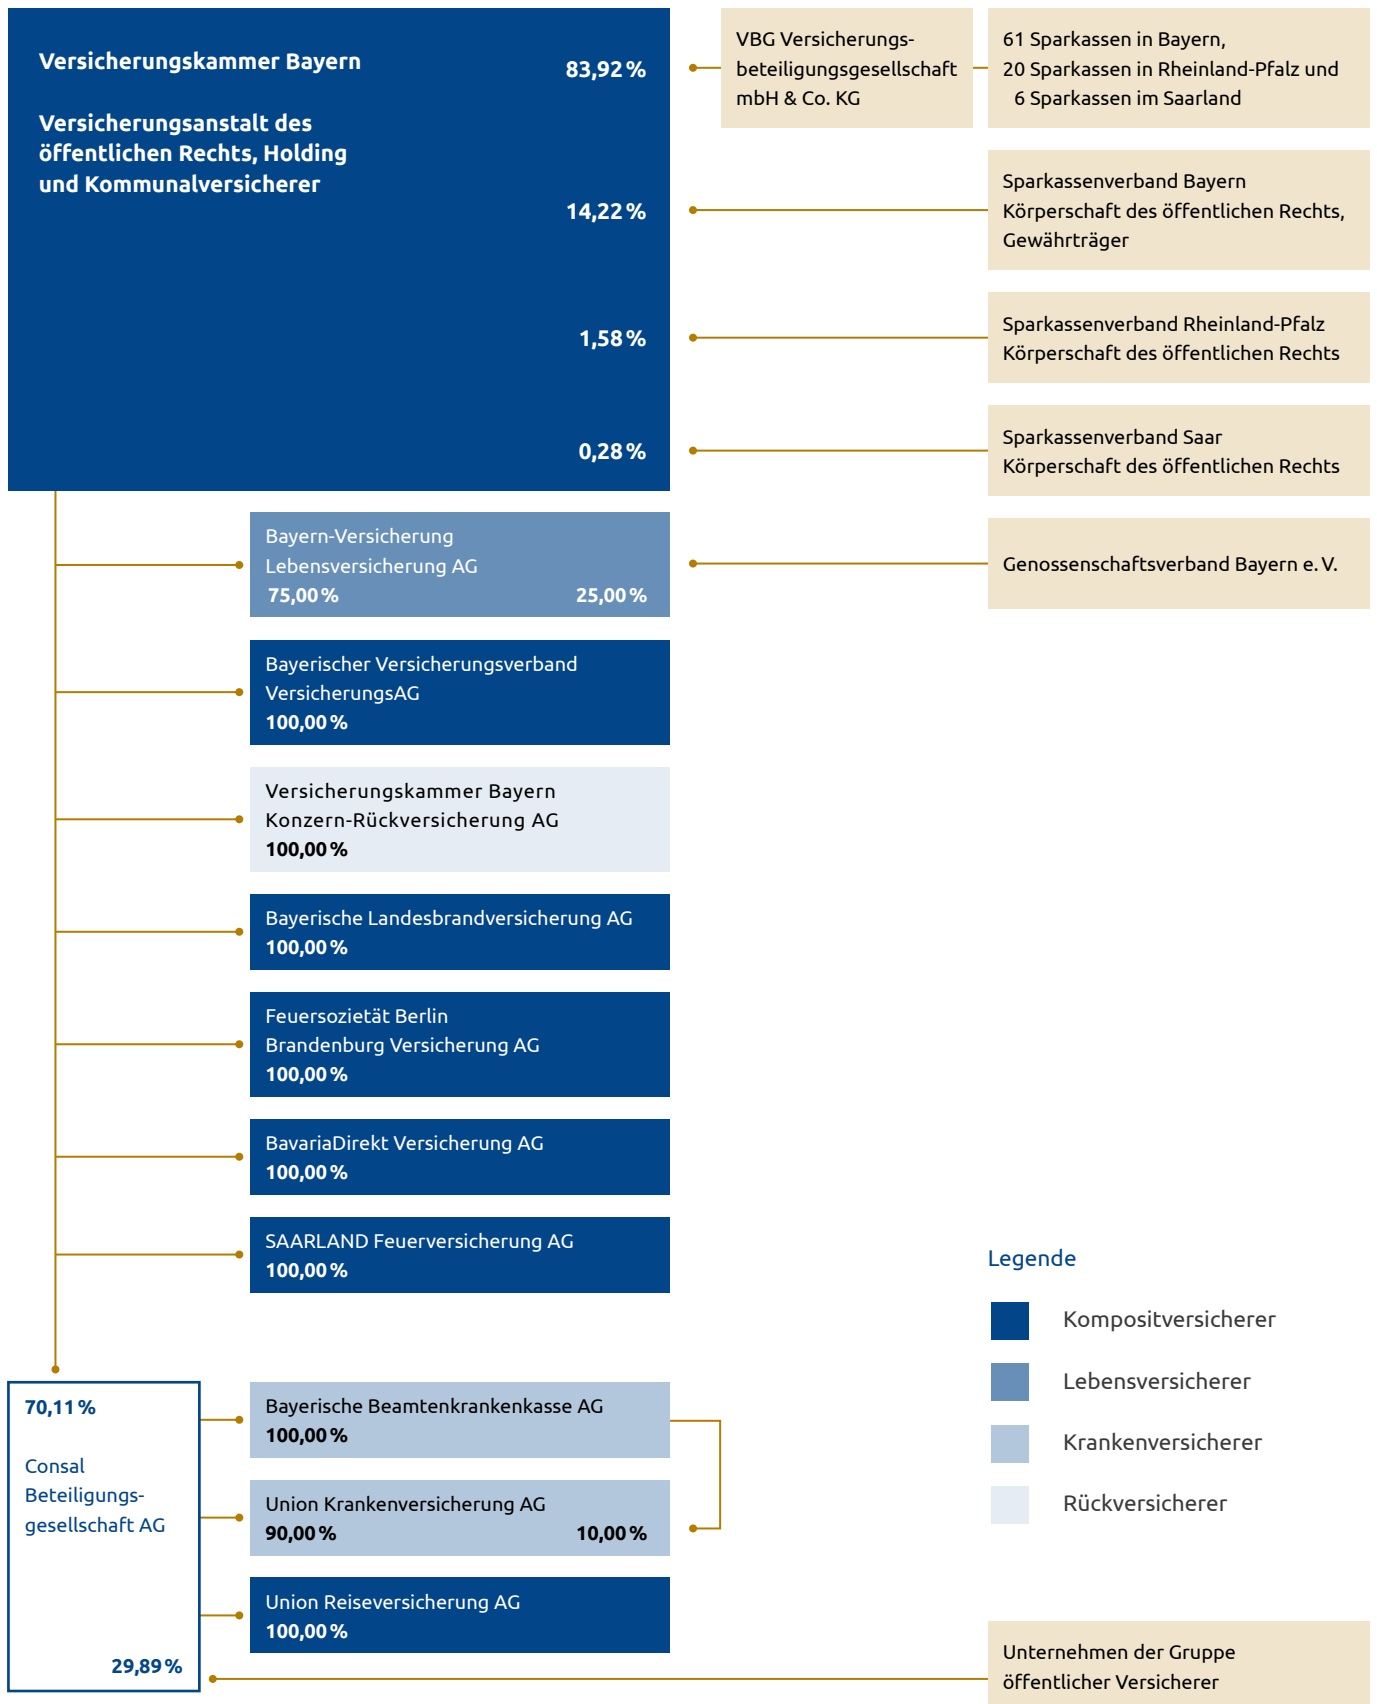 Versicherungskammer Bayern
Versicherungsanstalt des
öffentlichen Rechts, Holding
und Kommunalversicherer
83,92 %
VBG Versicherungs-
beteiligungsgesellschaft
mbH & Co. KG
61 Sparkassen in Bayern,
20 Sparkassen in Rheinland-Pfalz und
6 Sparkassen im Saarland
14,22 %
Sparkassenverband Bayern
Körperschaft des öffentlichen Rechts,
Gewährträger
1,58 %
Sparkassenverband Rheinland-Pfalz
Körperschaft des öffentlichen Rechts
0,28 %
Sparkassenverband Saar
Körperschaft des öffentlichen Rechts
Bayern-Versicherung
Lebensversicherung AG
75,00 % 25,00 %
Genossenschaftsverband Bayern e. V.
Bayerischer Versicherungsverband
VersicherungsAG
100,00 %
Versicherungskammer Bayern
Konzern-Rückversicherung AG
100,00 %
Bayerische Landesbrandversicherung AG
100,00 %
Feuersozietät Berlin
Brandenburg Versicherung AG
100,00 %
BavariaDirekt Versicherung AG
100,00 %
SAARLAND Feuerversicherung AG
100,00 %
Legende
Kompositversicherer
Lebensversicherer
Krankenversicherer
Rückversicherer
70,11 %
Consal
Beteiligungs-
gesellschaft AG
29,89 %
Bayerische Beamtenkrankenkasse AG
100,00 %
Union Krankenversicherung AG
90,00 % 10,00 %
Union Reiseversicherung AG
100,00 %
Unternehmen der Gruppe
öffentlicher Versicherer